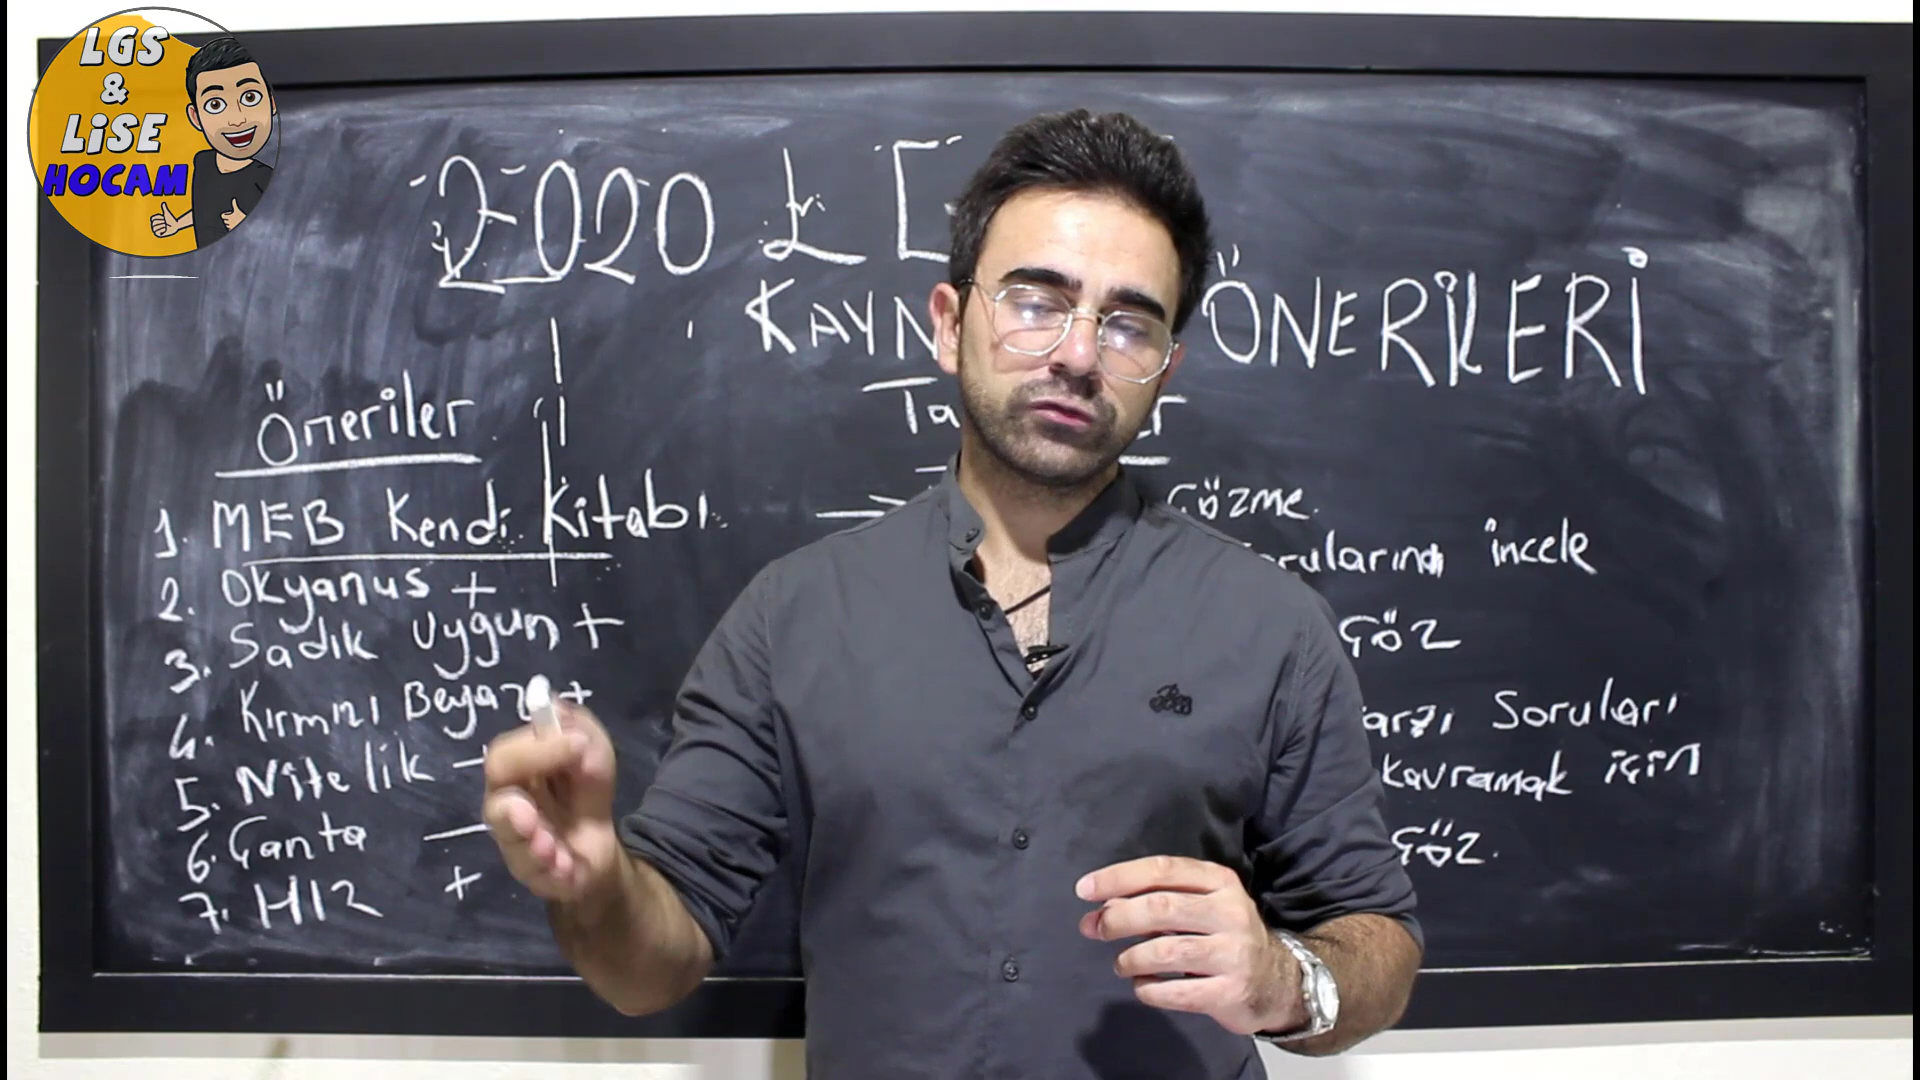 LGS
&
LiSE
HOCAM
2020 L
KAYN ÖNERİLERİ
Öneriler
1. MEB Kendi Kitabı
2. Okyanus +
3. Sadık Uygun +
4. Kırmızı Beyaz +
5. Nitelik
6. Çanta —
7. HIZ +
Çözme.
incele
ÇÖZ
Soruları
kavramak için
ÇÖZ.